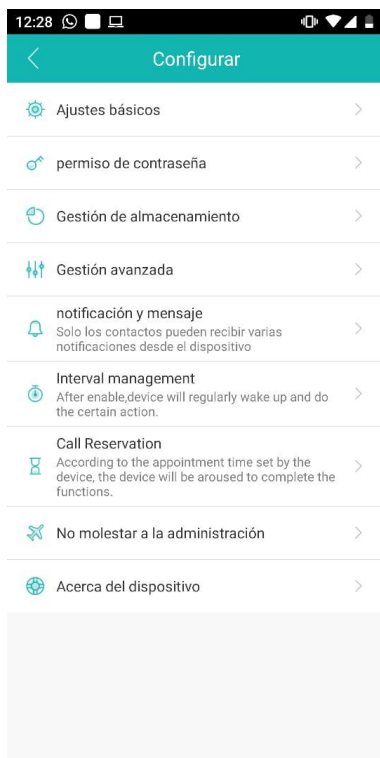 12:28
Configurar
Ajustes básicos
permiso de contraseña
Gestión de almacenamiento
Gestión avanzada
notificación y mensaje
Solo los contactos pueden recibir varias
notificaciones desde el dispositivo
Interval management
After enable,device will regularly wake up and do
the certain action.
Call Reservation
According to the appointment time set by the
device, the device will be aroused to complete the
functions.
No molestar a la administración
Acerca del dispositivo